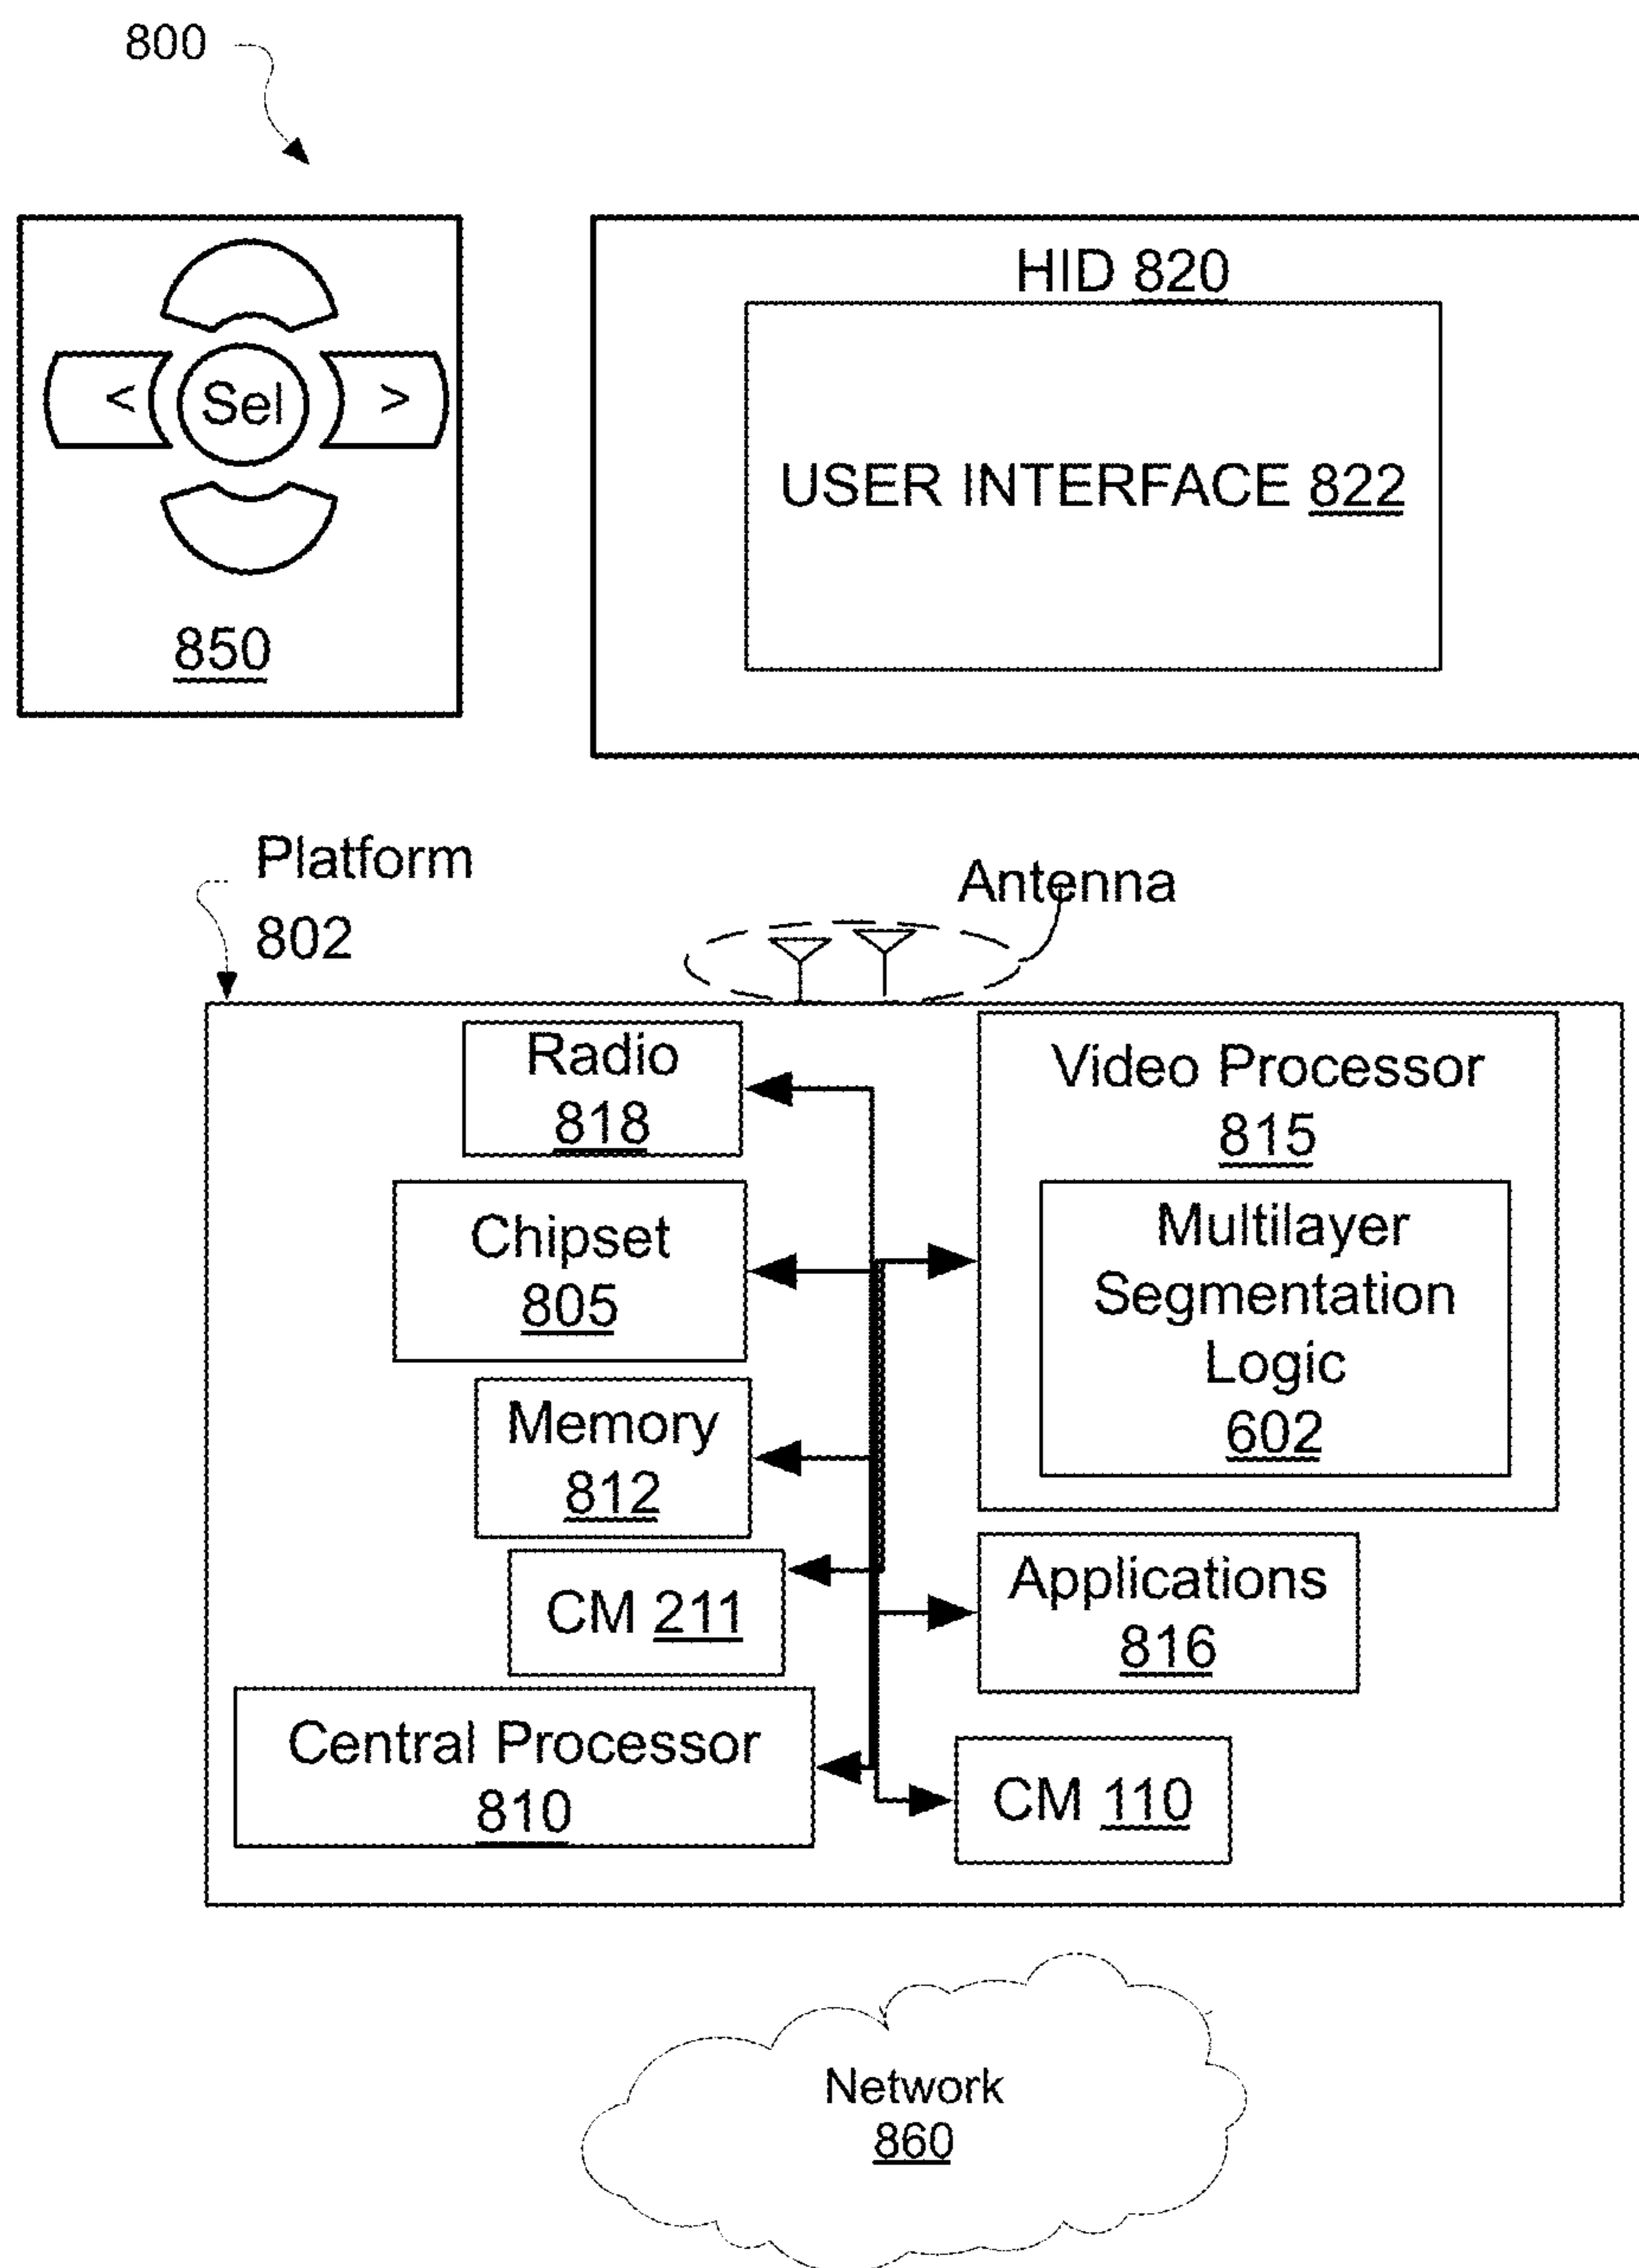 800
HID 820
< Sel >
USER INTERFACE 822
850
Platform
802
Antenna
Radio
818
Video Processor
815
Chipset
805
Multilayer
Segmentation
Logic
602
Memory
812
CM 211
Applications
816
Central Processor
810
CM 110
Network
860